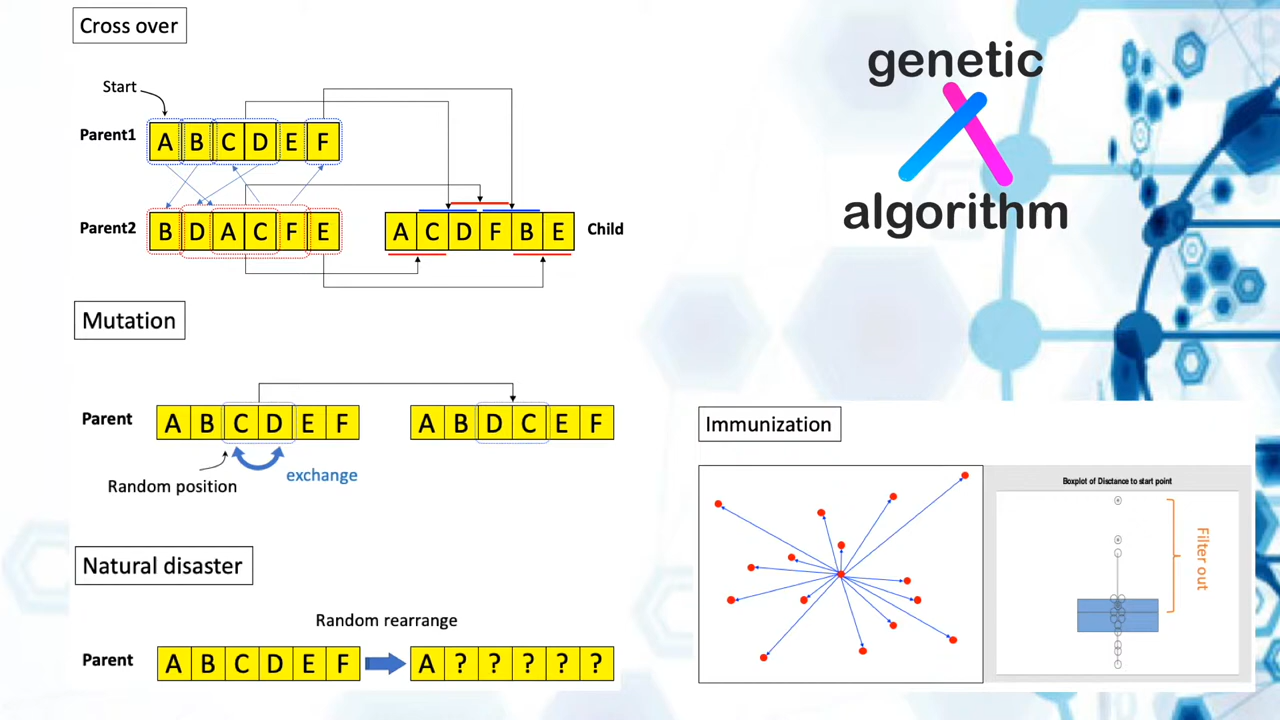 Cross over
Start
Parent1
A B C D E F
Parent2
B D A C F E
A C D F B E
Child
Mutation
Parent
A B C D E F
A B D C E F
Random position
exchange
Natural disaster
Random rearrange
Parent
A B C D E F
A ? ? ? ? ?
genetic
algorithm
Immunization
Boxplot of Disctance to start point
Filter out